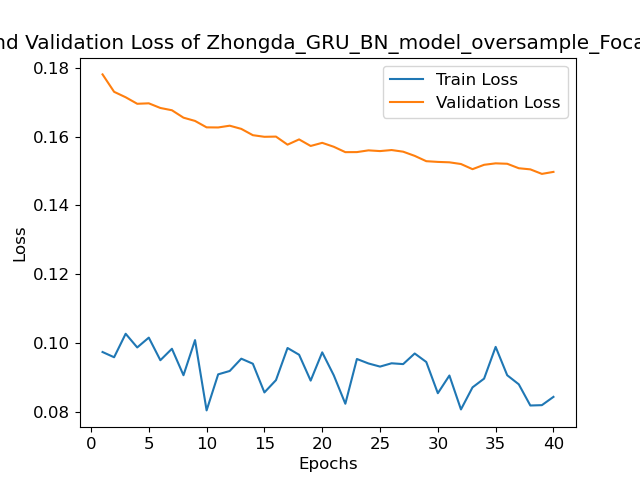 nd Validation Loss of Zhongda_GRU_BN_model_oversample_Foca
0.18
0.16
0.14
0.12
0.10
0.08
Loss
Train Loss
Validation Loss
0 5 10 15 20 25 30 35 40
Epochs